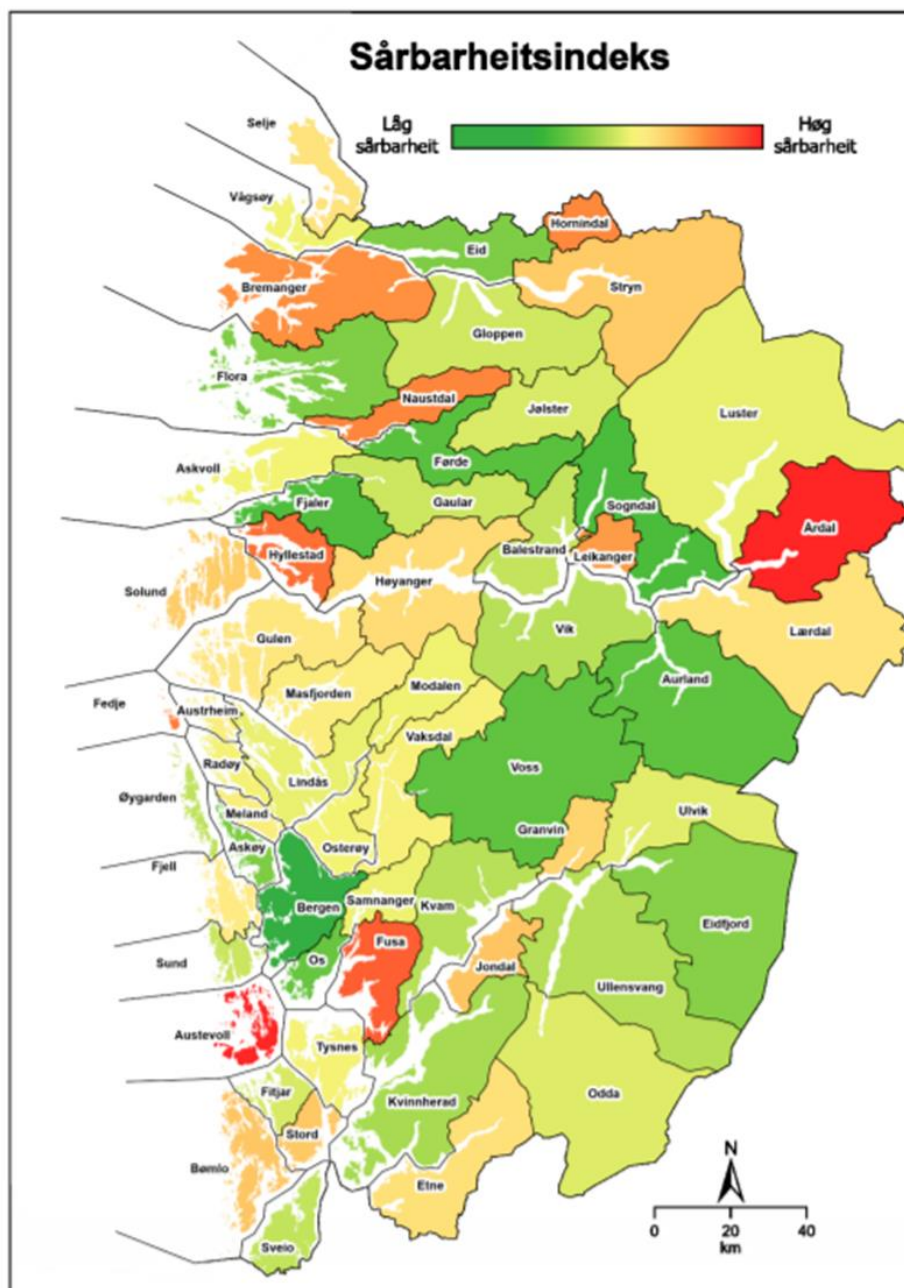 Sårbarheitsindeks
Låg
sårbarheit
Høg
sårbarheit
Selje
Vågsøy
Hornindal
Eid
Bremanger
Stryn
Gloppen
Flora
Naustdal
Jølster
Luster
Askvoll
Førde
Fjaler
Gaular
Sogndal
Årdal
Hyllestad
Balestrand
Leikanger
Høyanger
Solund
Gulen
Vik
Lærdal
Aurland
Masfjorden
Modalen
Fedje
Austrheim
Vaksdal
Radøy
Lindås
Voss
Øygarden
Meland
Ulvik
Granvin
Askøy
Osterøy
Fjell
Bergen
Samnanger
Kvam
Eidfjord
Fusa
Sund
Os
Jondal
Ullensvang
Austevoll
Tysnes
Fitjar
Kvinnherad
Odda
Stord
Bømlo
Etne
Sveio
N
0 20 40
km